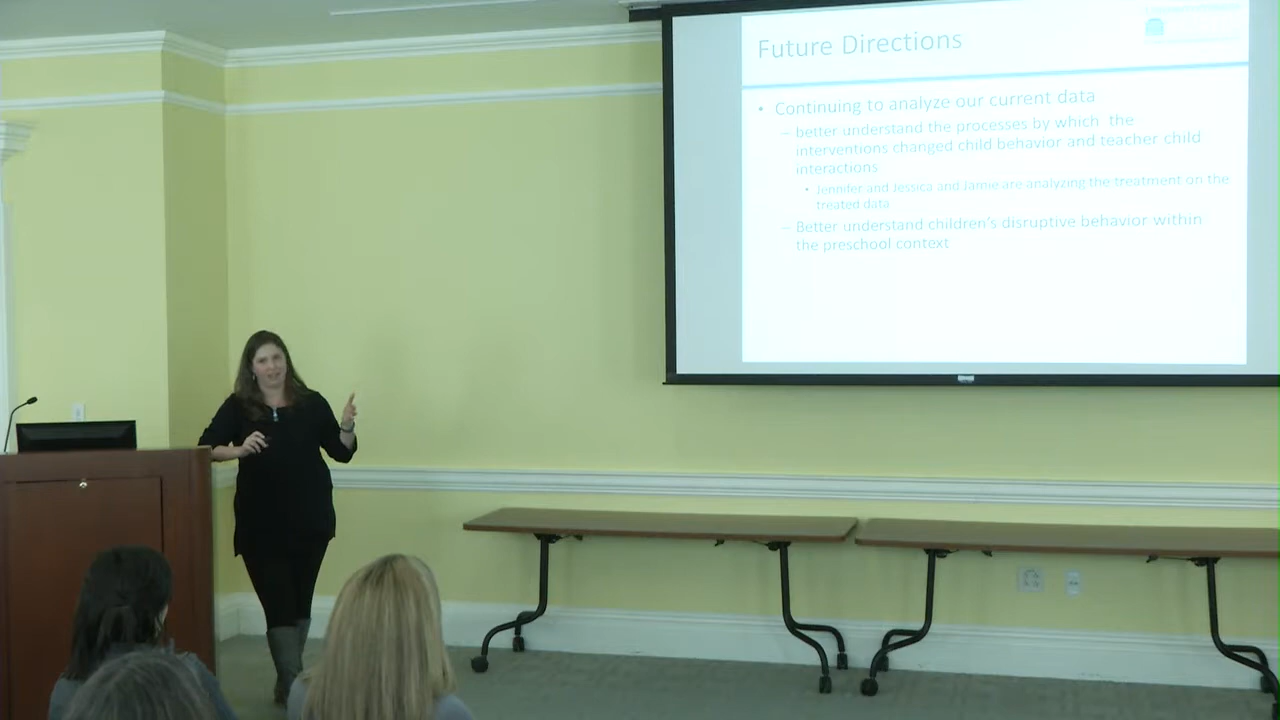 Future Directions
• Continuing to analyze our current data
– better understand the processes by which the
interventions changed child behavior and teacher child
interactions
• Jennifer and Jessica and Jamie are analyzing the treatment on the
treated data.
– Better understand children's disruptive behavior within
the preschool context